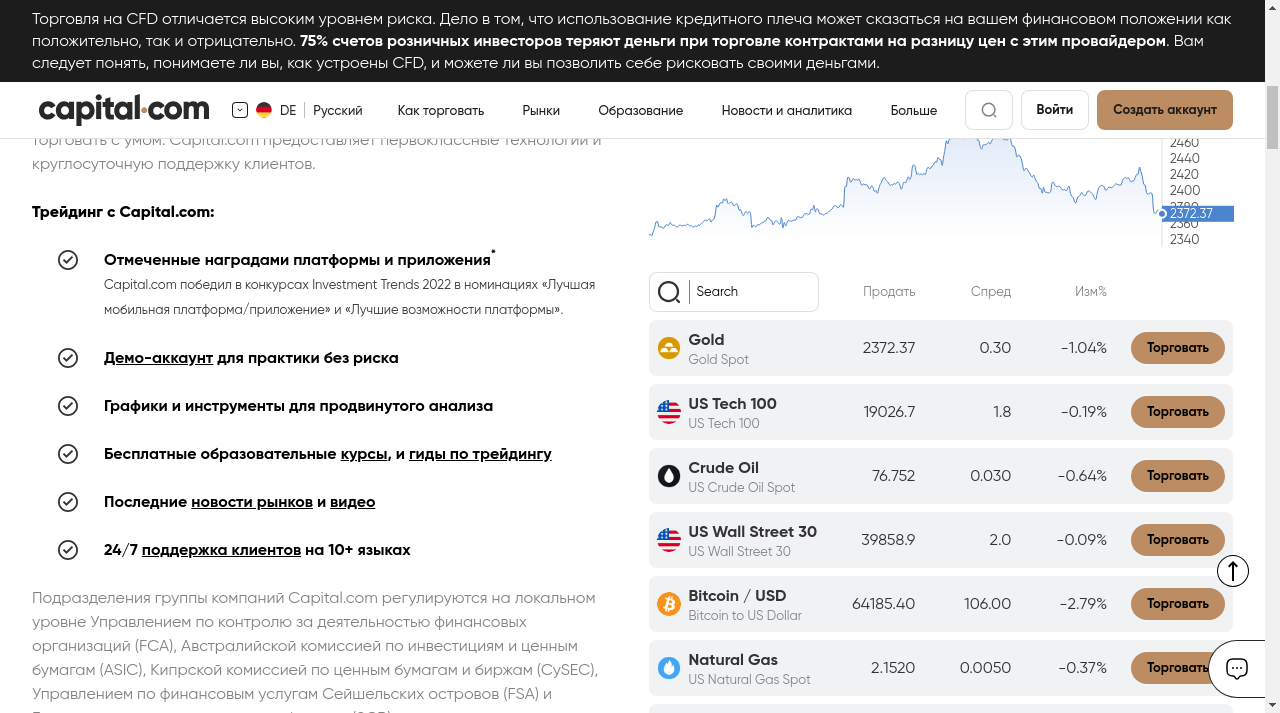 Торговля на CFD отличается высоким уровнем риска. Дело в том, что использование кредитного плеча может сказаться на вашем финансовом положении как
положительно, так и отрицательно. 75% счетов розничных инвесторов теряют деньги при торговле контрактами на разницу цен с этим провайдером. Вам
следует понять, понимаете ли вы, как устроены CFD, и можете ли вы позволить себе рисковать своими деньгами.
capital.com DE Русский Как торговать Рынки Образование Новости и аналитика Больше Войти Создать аккаунт
торговать с умом. Capital.com предоставляет первоклассные технологии и
круглосуточную поддержку клиентов.
Трейдинг с Capital.com:
Отмеченные наградами платформы и приложения*
Capital.com победил в конкурсах Investment Trends 2022 в номинациях «Лучшая
мобильная платформа/приложение» и «Лучшие возможности платформы».
Демо-аккаунт для практики без риска
Графики и инструменты для продвинутого анализа
Бесплатные образовательные курсы, и гиды по трейдингу
Последние новости рынков и видео
24/7 поддержка клиентов на 10+ языках
Подразделения группы компаний Capital.com регулируются на локальном
уровне Управлением по контролю за деятельностью финансовых
организаций (FCA), Австралийской комиссией по инвестициям и ценным
бумагам (ASIC), Кипрской комиссией по ценным бумагам и биржам (CySEC),
Управлением по финансовым услугам Сейшельских островов (FSA) и
2460
2440
2420
2400
2380
2372.37
2360
2340
Search Продать Спред Изм%
Gold 2372.37 0.30 -1.04% Торговать
Gold Spot
US Tech 100 19026.7 1.8 -0.19% Торговать
US Tech 100
Crude Oil 76.752 0.030 -0.64% Торговать
US Crude Oil Spot
US Wall Street 30 39858.9 2.0 -0.09% Торговать
US Wall Street 30
Bitcoin / USD 64185.40 106.00 -2.79% Торговать
Bitcoin to US Dollar
Natural Gas 2.1520 0.0050 -0.37% Торговать
US Natural Gas Spot